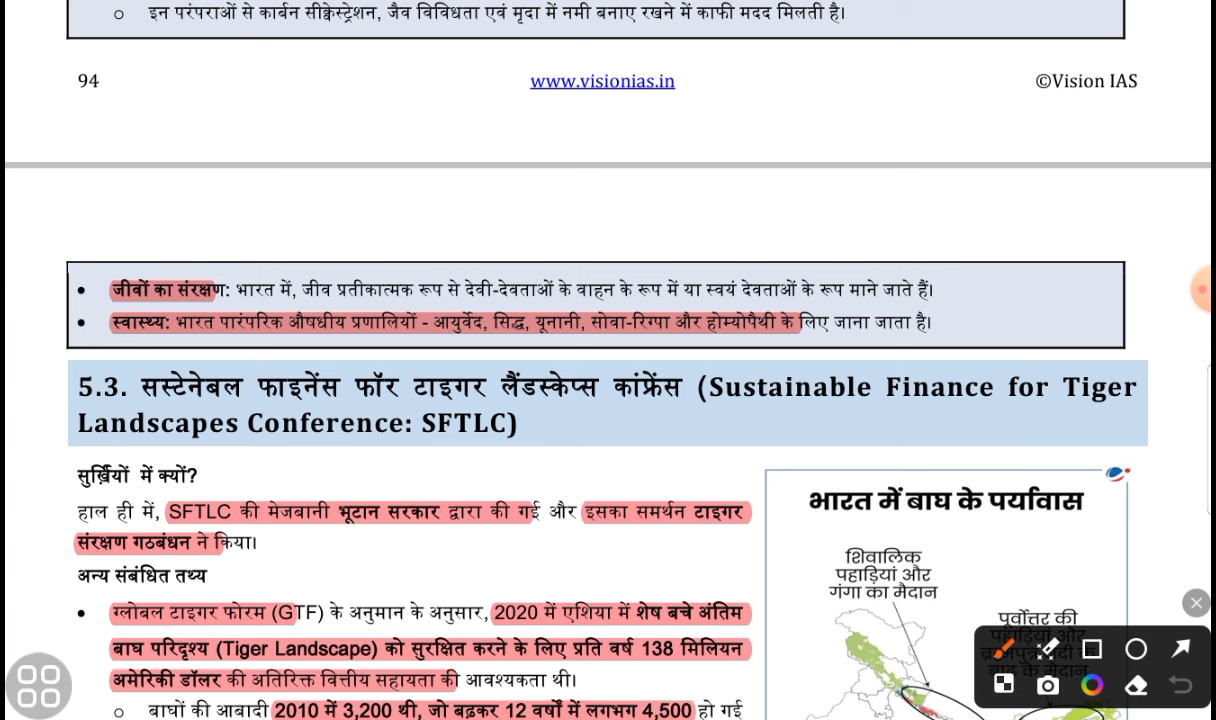 ○ इन परंपराओं से कार्बन सीक्वेस्ट्रेशन, जैव विविधता एवं मृदा में नमी बनाए रखने में काफी मदद मिलती है।
94 www.visionias.in ©Vision IAS
• जीवों का संरक्षण: भारत में, जीव प्रतीकात्मक रूप से देवी-देवताओं के वाहन के रूप में या स्वयं देवताओं के रूप माने जाते हैं।
• स्वास्थ्य: भारत पारंपरिक औषधीय प्रणालियों - आयुर्वेद, सिद्ध, यूनानी, सोवा-रिग्पा और होम्योपैथी के लिए जाना जाता है।
5.3. सस्टेनेबल फाइनेंस फॉर टाइगर लैंडस्केप्स कांफ्रेंस (Sustainable Finance for Tiger
Landscapes Conference: SFTLC)
सुर्ख़ियों में क्यों?
हाल ही में, SFTLC की मेजबानी भूटान सरकार द्वारा की गई और इसका समर्थन टाइगर
संरक्षण गठबंधन ने किया।
अन्य संबंधित तथ्य
• ग्लोबल टाइगर फोरम (GTF) के अनुमान के अनुसार, 2020 में एशिया में शेष बचे अंतिम
बाघ परिदृश्य (Tiger Landscape) को सुरक्षित करने के लिए प्रति वर्ष 138 मिलियन
अमेरिकी डॉलर की अतिरिक्त वित्तीय सहायता की आवश्यकता थी।
○ बाघों की आबादी 2010 में 3,200 थी, जो बढ़कर 12 वर्षों में लगभग 4,500 हो गई
भारत में बाघ के पर्यावास
शिवालिक
पहाड़ियां और
गंगा का मैदान
पूर्वोत्तर की
पहाड़ियां और